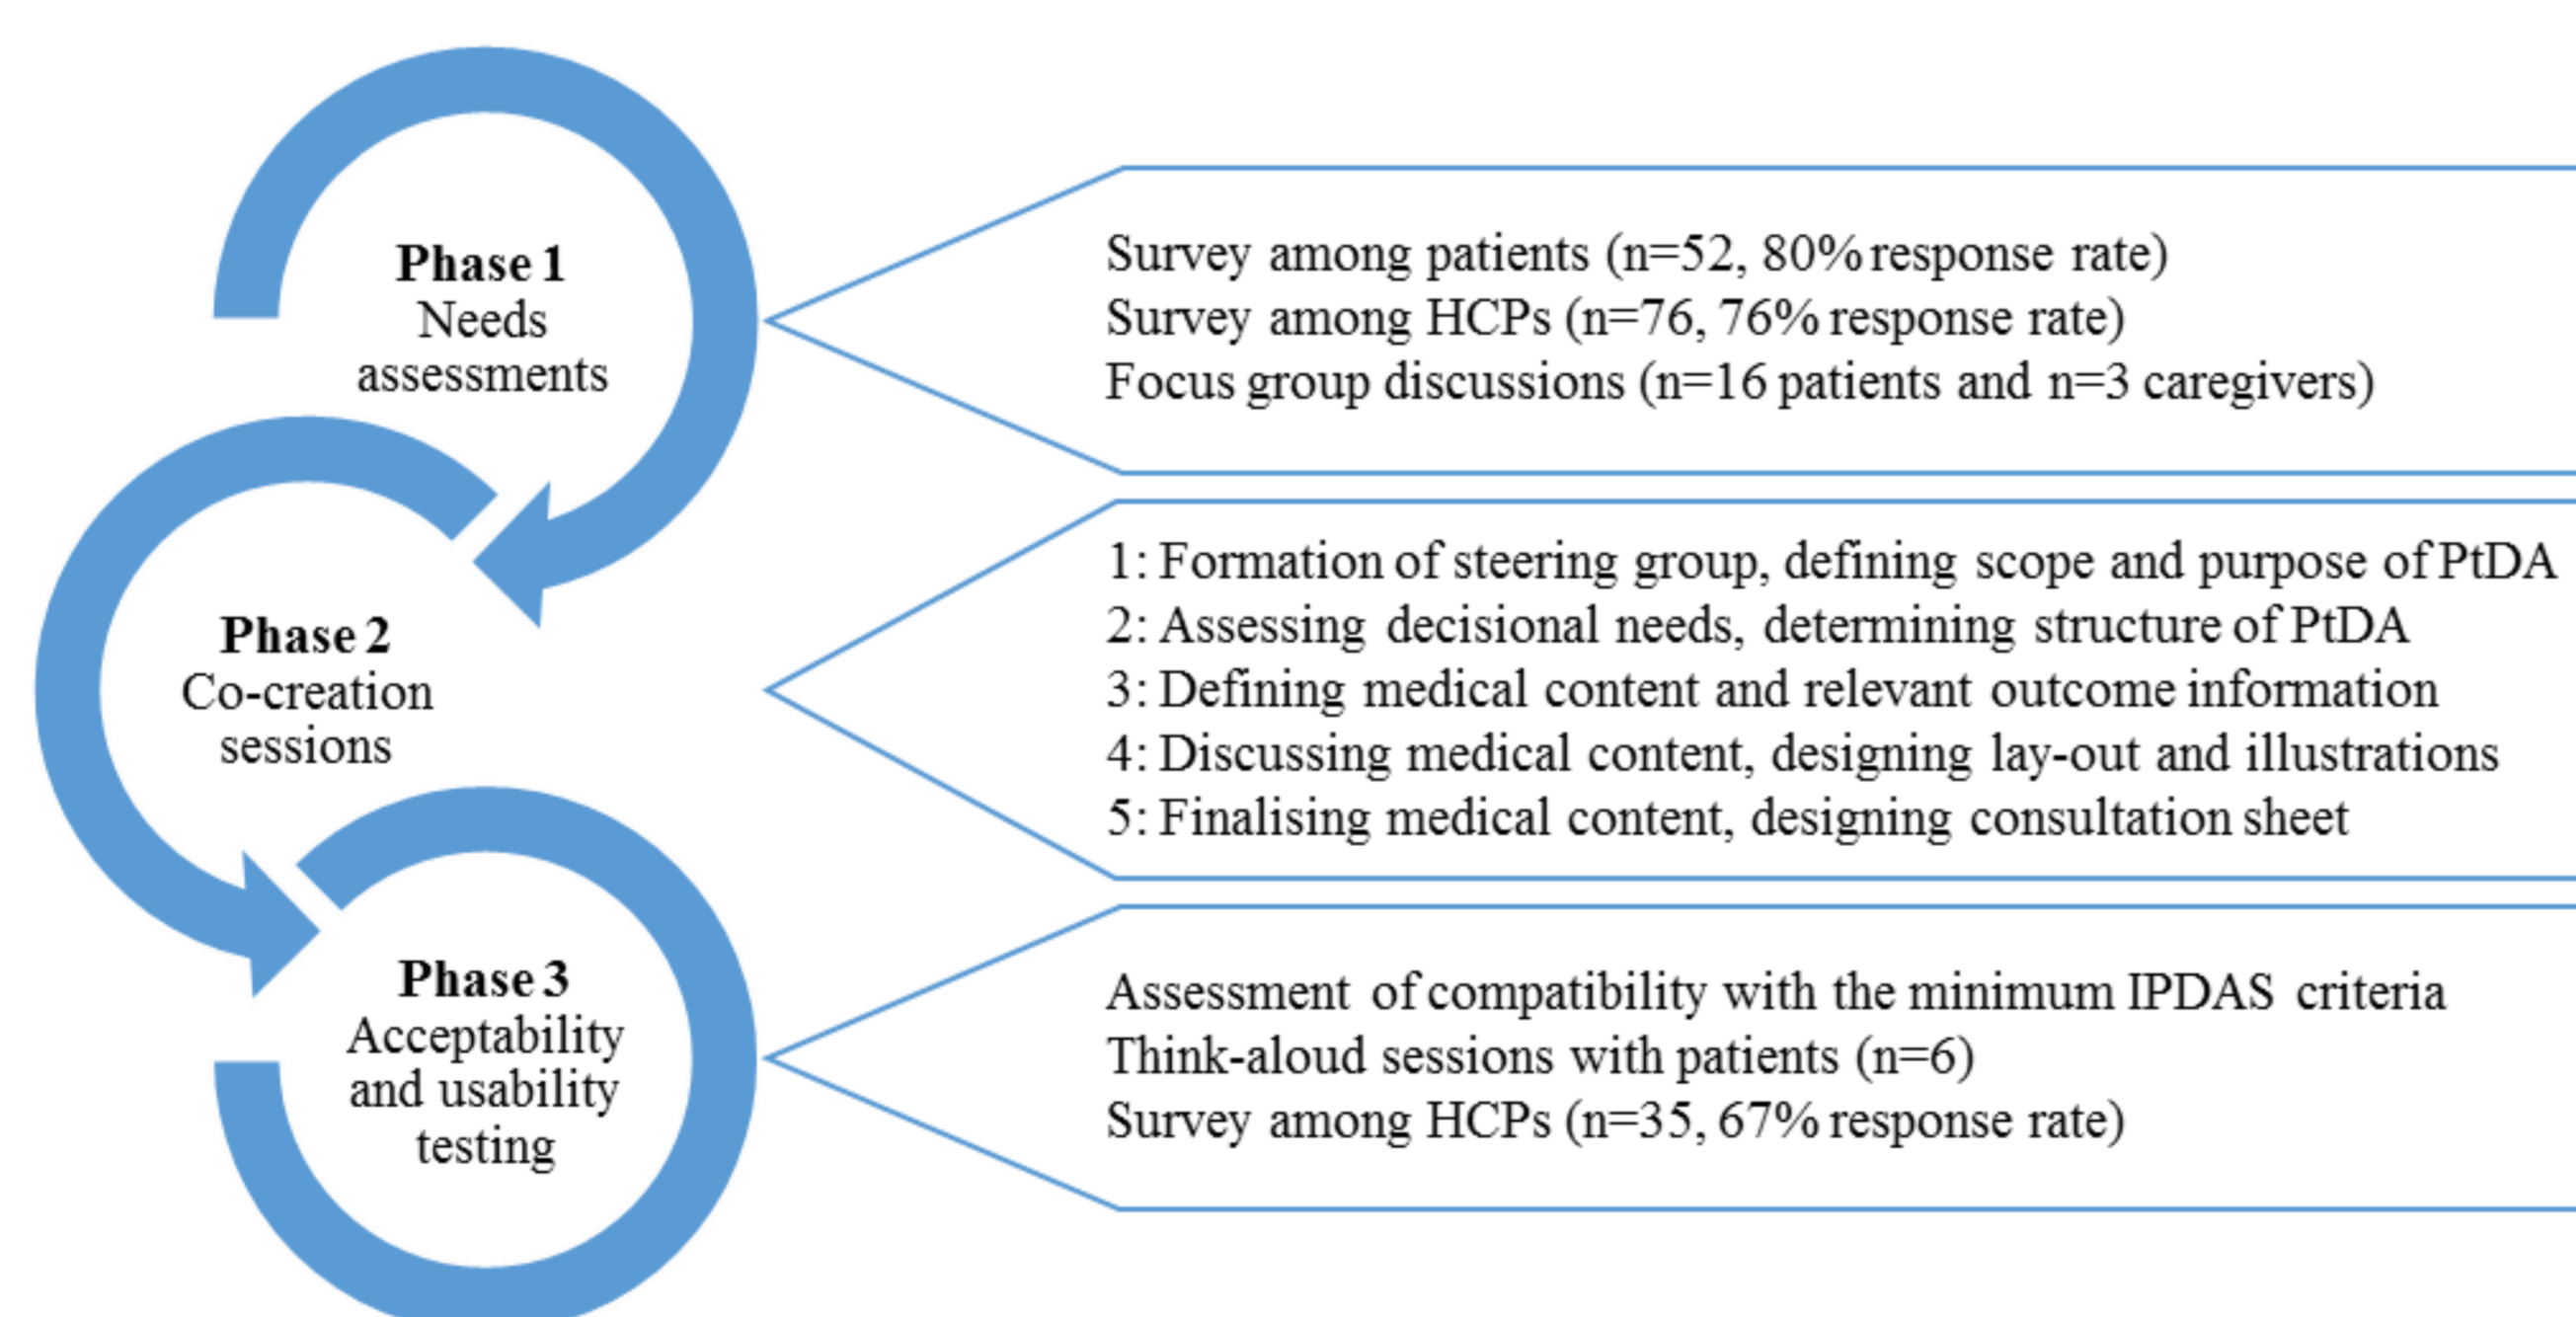 Phase 1
Needs
assessments
Survey among patients (n=52, 80% response rate)
Survey among HCPs (n=76, 76% response rate)
Focus group discussions (n=16 patients and n=3 caregivers)
Phase 2
Co-creation
sessions
1: Formation of steering group, defining scope and purpose of PtDA
2: Assessing decisional needs, determining structure of PtDA
3: Defining medical content and relevant outcome information
4: Discussing medical content, designing lay-out and illustrations
5: Finalising medical content, designing consultation sheet
Phase 3
Acceptability
and usability
testing
Assessment of compatibility with the minimum IPDAS criteria
Think-aloud sessions with patients (n=6)
Survey among HCPs (n=35, 67% response rate)